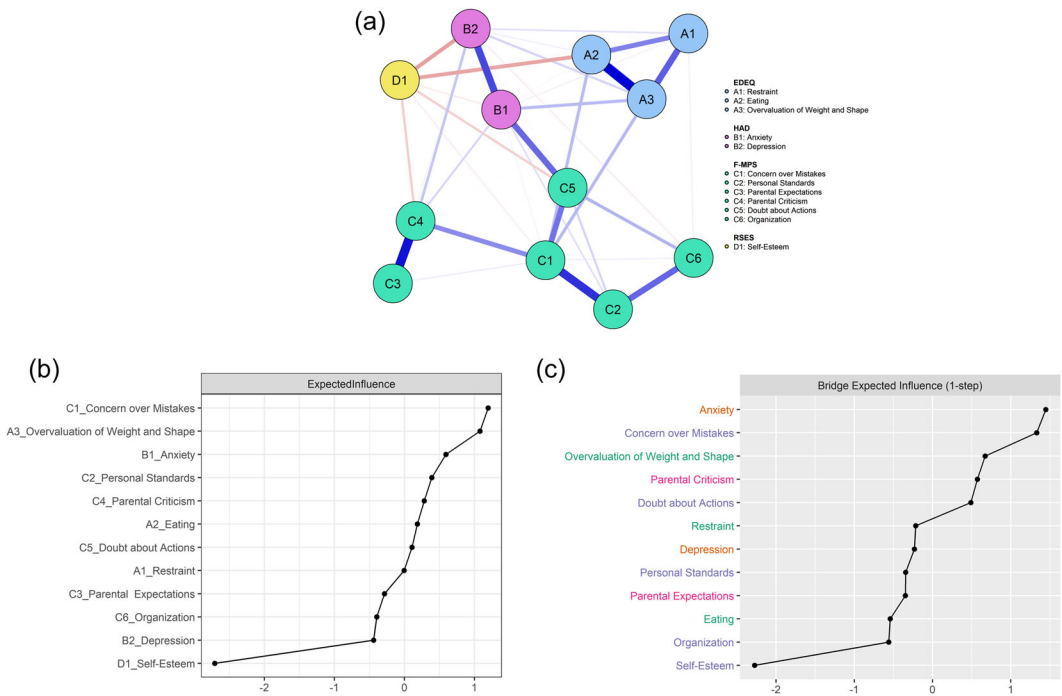 (a)
B2
A1
A2
D1
A3
B1
C5
C4
C1
C6
C3
C2
EDEQ
A1: Restraint
A2: Eating
A3: Overvaluation of Weight and Shape
HAD
B1: Anxiety
B2: Depression
F-MPS
C1: Concern over Mistakes
C2: Personal Standards
C3: Parental Expectations
C4: Parental Criticism
C5: Doubt about Actions
C6: Organization
RSES
D1: Self-Esteem
(b)
ExpectedInfluence
C1_Concern over Mistakes
A3_Overvaluation of Weight and Shape
B1_Anxiety
C2_Personal Standards
C4_Parental Criticism
A2_Eating
C5_Doubt about Actions
A1_Restraint
C3_Parental Expectations
C6_Organization
B2_Depression
D1_Self-Esteem
-2 -1 0 1
(c)
Bridge Expected Influence (1-step)
Anxiety
Concern over Mistakes
Overvaluation of Weight and Shape
Parental Criticism
Doubt about Actions
Restraint
Depression
Personal Standards
Parental Expectations
Eating
Organization
Self-Esteem
-2 -1 0 1